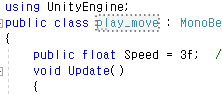 using UnityEngine;
public class play_move : MonoBe
{
public float Speed = 3f; /
void Update()
{